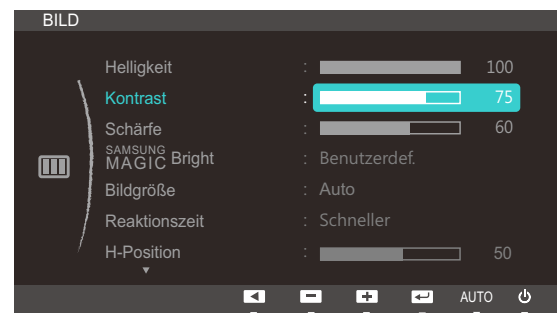 BILD
Helligkeit : 100
Kontrast : 75
Schärfe : 60
SAMSUNG MAGIC Bright : Benutzerdef.
Bildgröße : Auto
Reaktionszeit : Schneller
H-Position : 50
AUTO